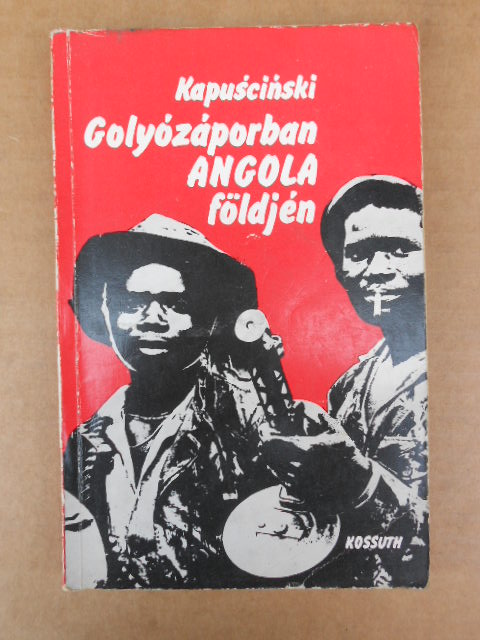 Kapuściński
Golyózáporban
ANGOLA
földjén
KOSSUTH